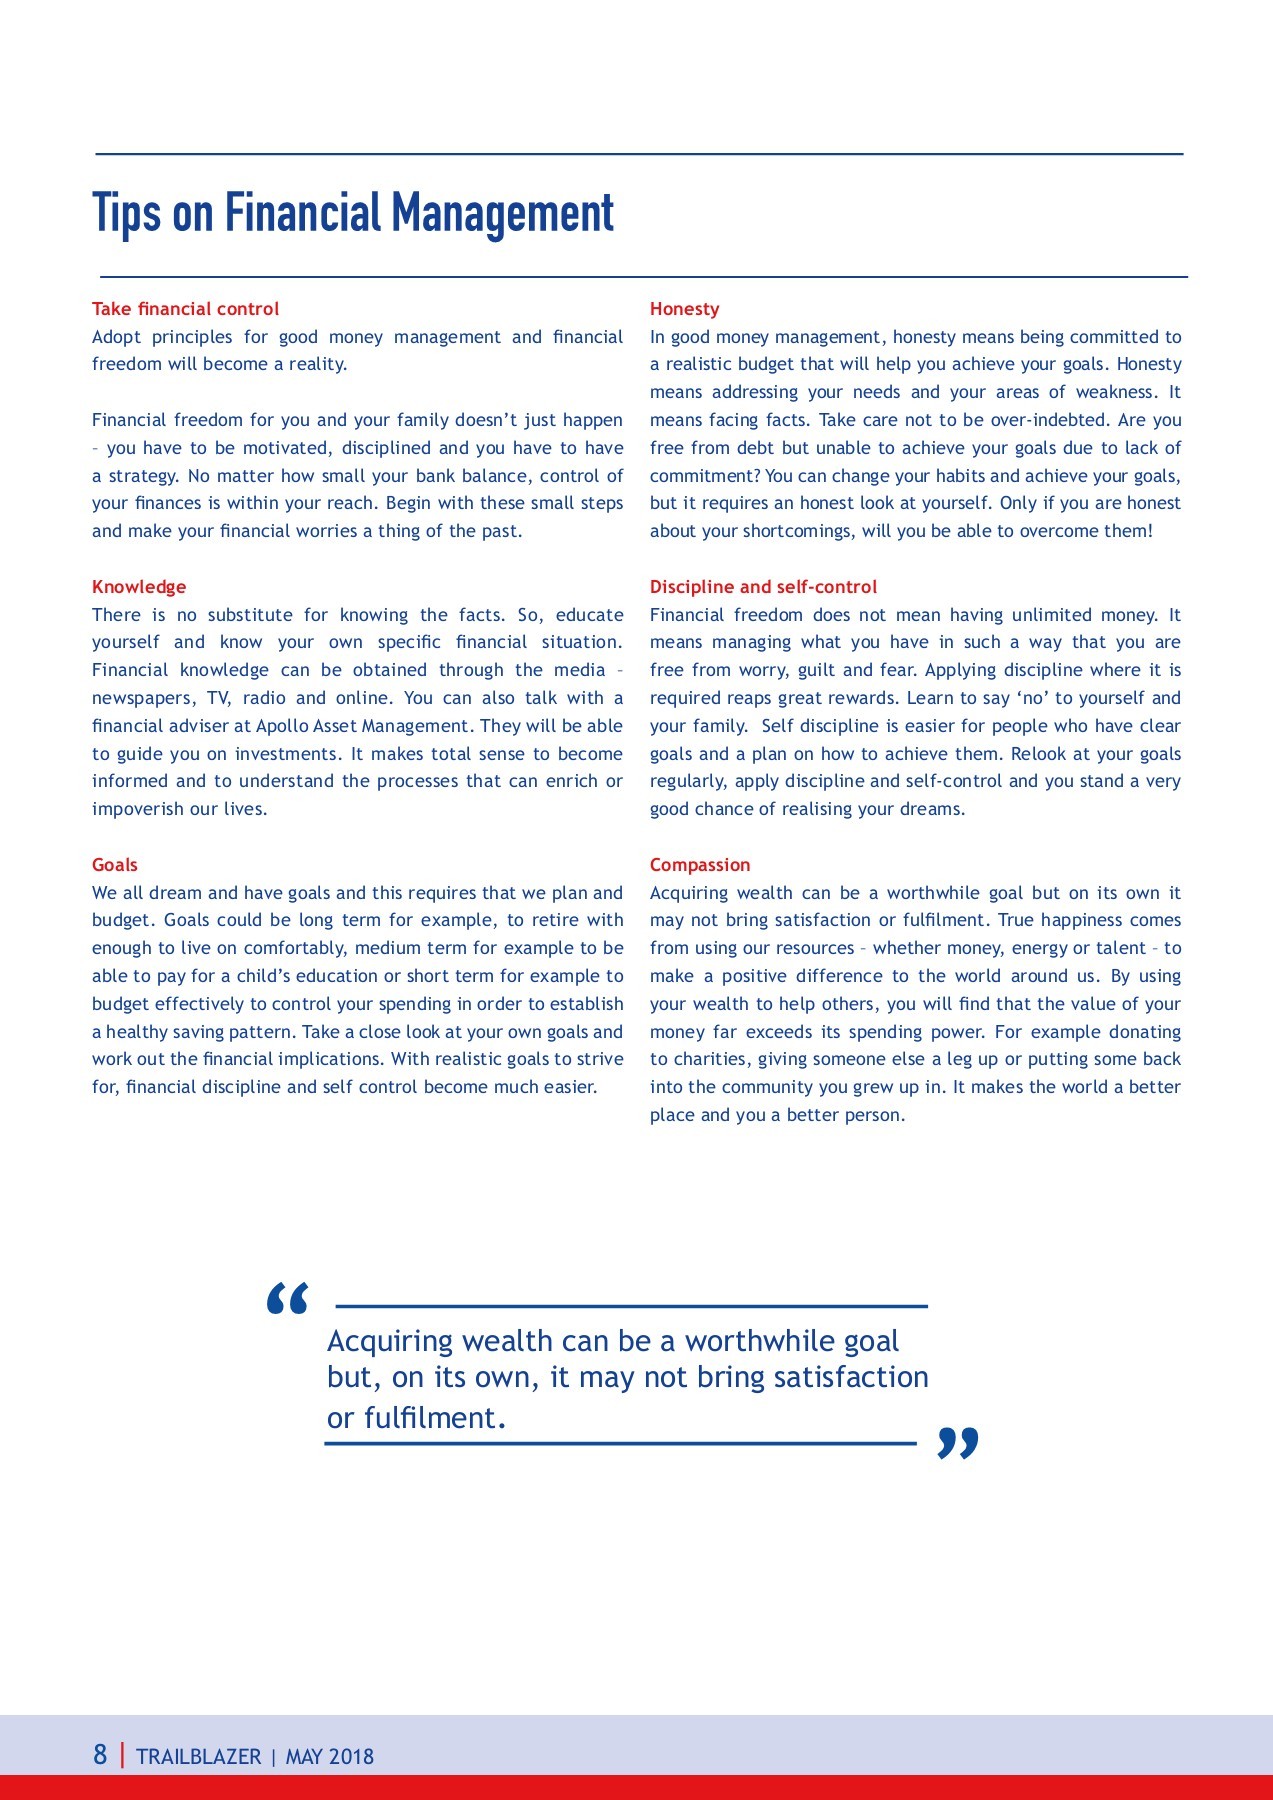 Tips on Financial Management
Take financial control
Adopt principles for good money management and financial
freedom will become a reality.
Financial freedom for you and your family doesn’t just happen
– you have to be motivated, disciplined and you have to have
a strategy. No matter how small your bank balance, control of
your finances is within your reach. Begin with these small steps
and make your financial worries a thing of the past.
Knowledge
There is no substitute for knowing the facts. So, educate
yourself and know your own specific financial situation.
Financial knowledge can be obtained through the media –
newspapers, TV, radio and online. You can also talk with a
financial adviser at Apollo Asset Management. They will be able
to guide you on investments. It makes total sense to become
informed and to understand the processes that can enrich or
impoverish our lives.
Goals
We all dream and have goals and this requires that we plan and
budget. Goals could be long term for example, to retire with
enough to live on comfortably, medium term for example to be
able to pay for a child’s education or short term for example to
budget effectively to control your spending in order to establish
a healthy saving pattern. Take a close look at your own goals and
work out the financial implications. With realistic goals to strive
for, financial discipline and self control become much easier.
Honesty
In good money management, honesty means being committed to
a realistic budget that will help you achieve your goals. Honesty
means addressing your needs and your areas of weakness. It
means facing facts. Take care not to be over-indebted. Are you
free from debt but unable to achieve your goals due to lack of
commitment? You can change your habits and achieve your goals,
but it requires an honest look at yourself. Only if you are honest
about your shortcomings, will you be able to overcome them!
Discipline and self-control
Financial freedom does not mean having unlimited money. It
means managing what you have in such a way that you are
free from worry, guilt and fear. Applying discipline where it is
required reaps great rewards. Learn to say ‘no’ to yourself and
your family.  Self discipline is easier for people who have clear
goals and a plan on how to achieve them. Relook at your goals
regularly, apply discipline and self-control and you stand a very
good chance of realising your dreams.
Compassion
Acquiring wealth can be a worthwhile goal but on its own it
may not bring satisfaction or fulfilment. True happiness comes
from using our resources – whether money, energy or talent – to
make a positive difference to the world around us. By using
your wealth to help others, you will find that the value of your
money far exceeds its spending power. For example donating
to charities, giving someone else a leg up or putting some back
into the community you grew up in. It makes the world a better
place and you a better person.
“
Acquiring wealth can be a worthwhile goal
but, on its own, it may not bring satisfaction
or fulfilment.
”
8 | TRAILBLAZER | MAY 2018